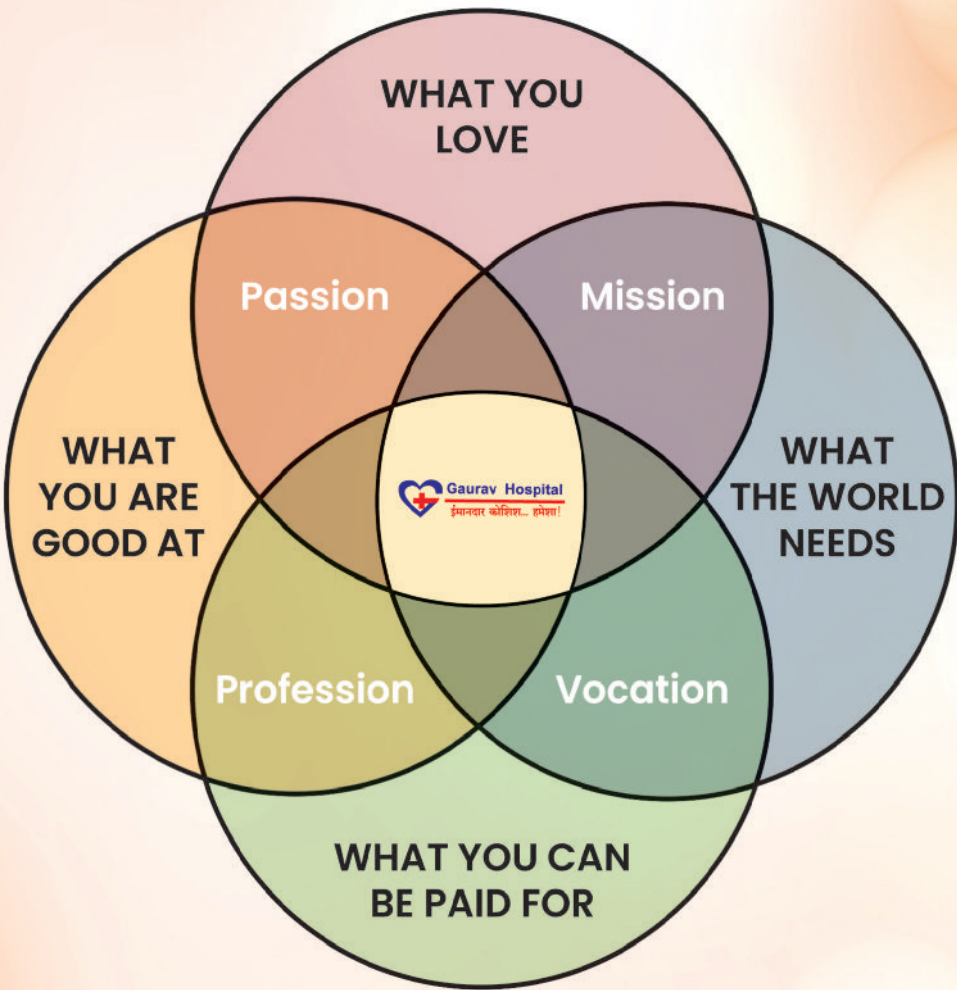 WHAT YOU
LOVE
Passion
Mission
WHAT
YOU ARE
GOOD AT
Gaurav Hospital
ईमानदार कोशिश... हमेशा!
WHAT
THE WORLD
NEEDS
Profession
Vocation
WHAT YOU CAN
BE PAID FOR